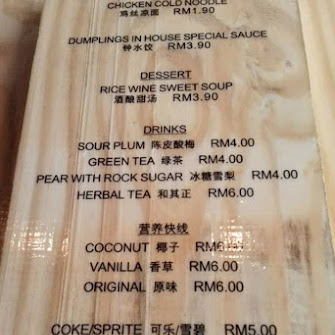 CHICKEN COLD NOODLE
鸡丝凉面 RM1.90
DUMPLINGS IN HOUSE SPECIAL SAUCE
钟水饺 RM3.90
DESSERT
RICE WINE SWEET SOUP
酒酿甜汤 RM3.90
DRINKS
SOUR PLUM 陈皮酸梅 RM4.00
GREEN TEA 绿茶 RM4.00
PEAR WITH ROCK SUGAR 冰糖雪梨 RM4.00
HERBAL TEA 和其正 RM6.00
营养快线
COCONUT 椰子
VANILLA 香草 RM6.00
ORIGINAL 原味 RM6.00
COKE/SPRITE 可乐/雪碧 RM5.00